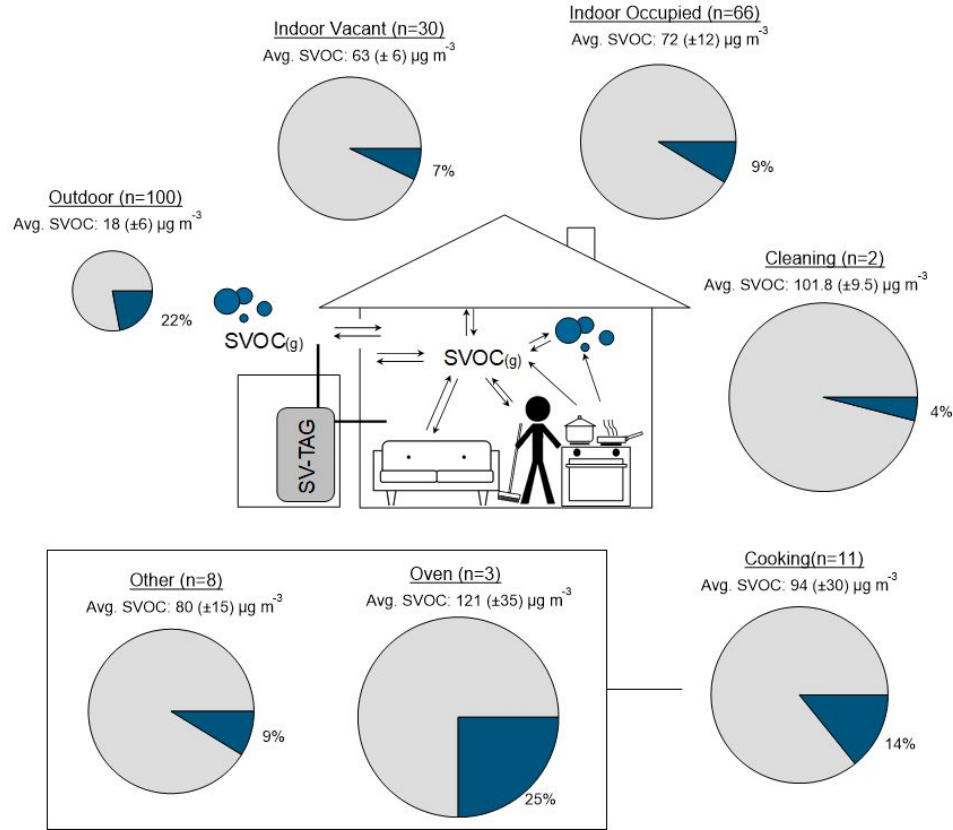 Indoor Vacant (n=30)
Avg. SVOC: 63 (± 6) µg m⁻³
7%
Indoor Occupied (n=66)
Avg. SVOC: 72 (±12) µg m⁻³
9%
Outdoor (n=100)
Avg. SVOC: 18 (±6) µg m⁻³
22%
Cleaning (n=2)
Avg. SVOC: 101.8 (±9.5) µg m⁻³
4%
SVOC(g)
SVOC(g)
SV-TAG
Other (n=8)
Avg. SVOC: 80 (±15) µg m⁻³
9%
Oven (n=3)
Avg. SVOC: 121 (±35) µg m⁻³
25%
Cooking(n=11)
Avg. SVOC: 94 (±30) µg m⁻³
14%